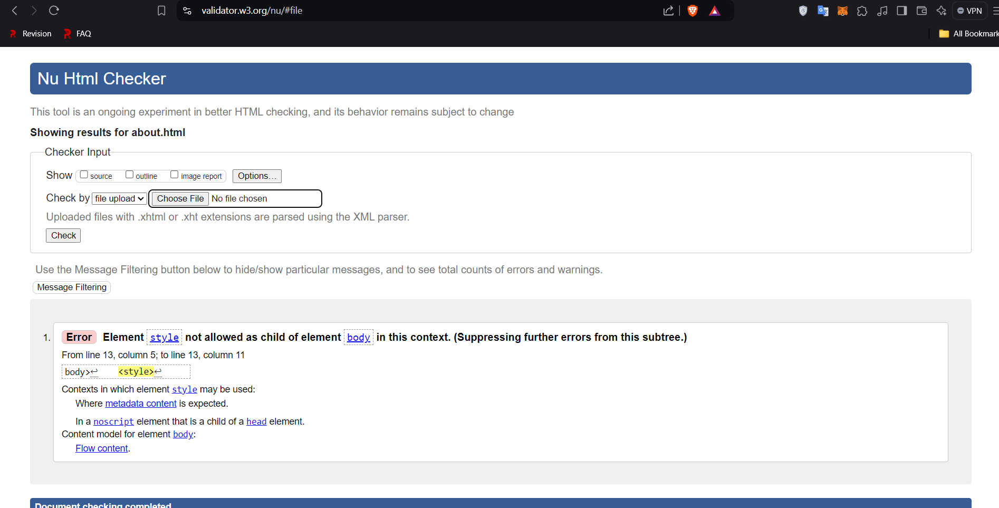 validator.w3.org/nu/#file
VPN
Revision FAQ
All Bookmark
Nu Html Checker
This tool is an ongoing experiment in better HTML checking, and its behavior remains subject to change
Showing results for about.html
Checker Input
Show source outline image report Options...
Check by file upload Choose File No file chosen
Uploaded files with .xhtml or .xht extensions are parsed using the XML parser.
Check
Use the Message Filtering button below to hide/show particular messages, and to see total counts of errors and warnings.
Message Filtering
1. Error Element style not allowed as child of element body in this context. (Suppressing further errors from this subtree.)
From line 13, column 5; to line 13, column 11
body>↩ <style>↩
Contexts in which element style may be used:
Where metadata content is expected.
In a noscript element that is a child of a head element.
Content model for element body:
Flow content.
Document checking completed.